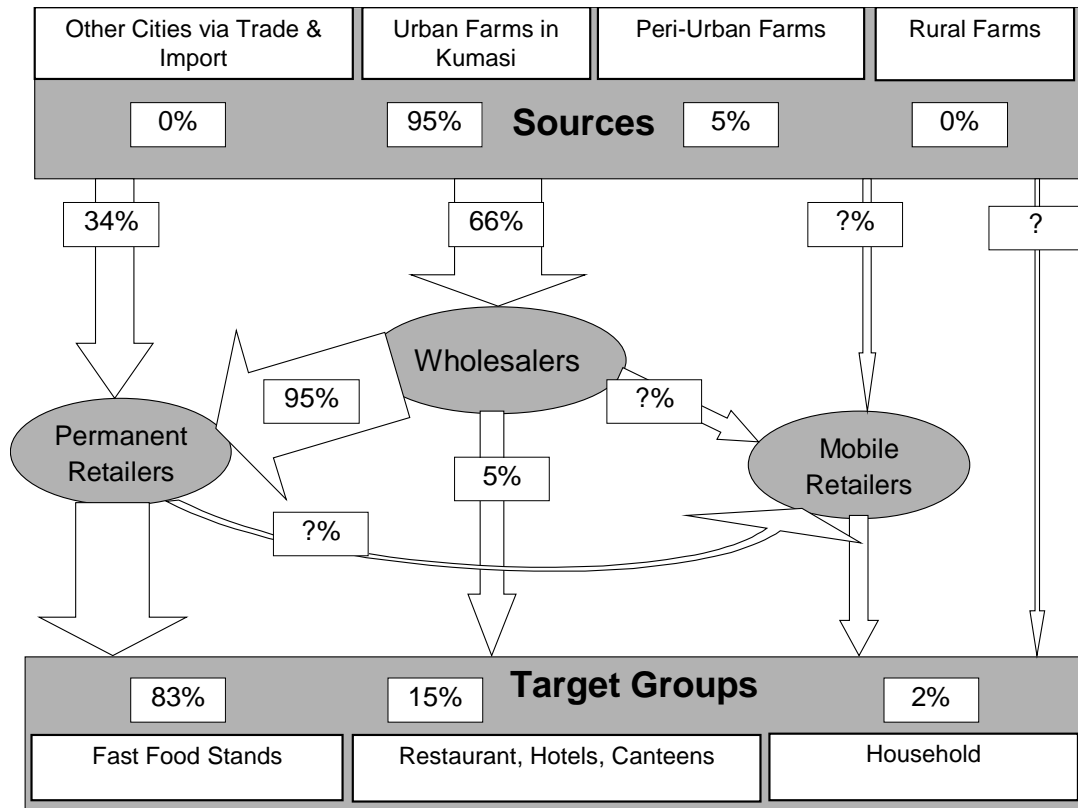 Other Cities via Trade &
Import
Urban Farms in
Kumasi
Peri-Urban Farms
Rural Farms
0%
95%
Sources
5%
0%
34%
66%
?%
?
Wholesalers
95%
?%
Permanent
Retailers
5%
Mobile
Retailers
?%
Target Groups
83%
15%
2%
Fast Food Stands
Restaurant, Hotels, Canteens
Household